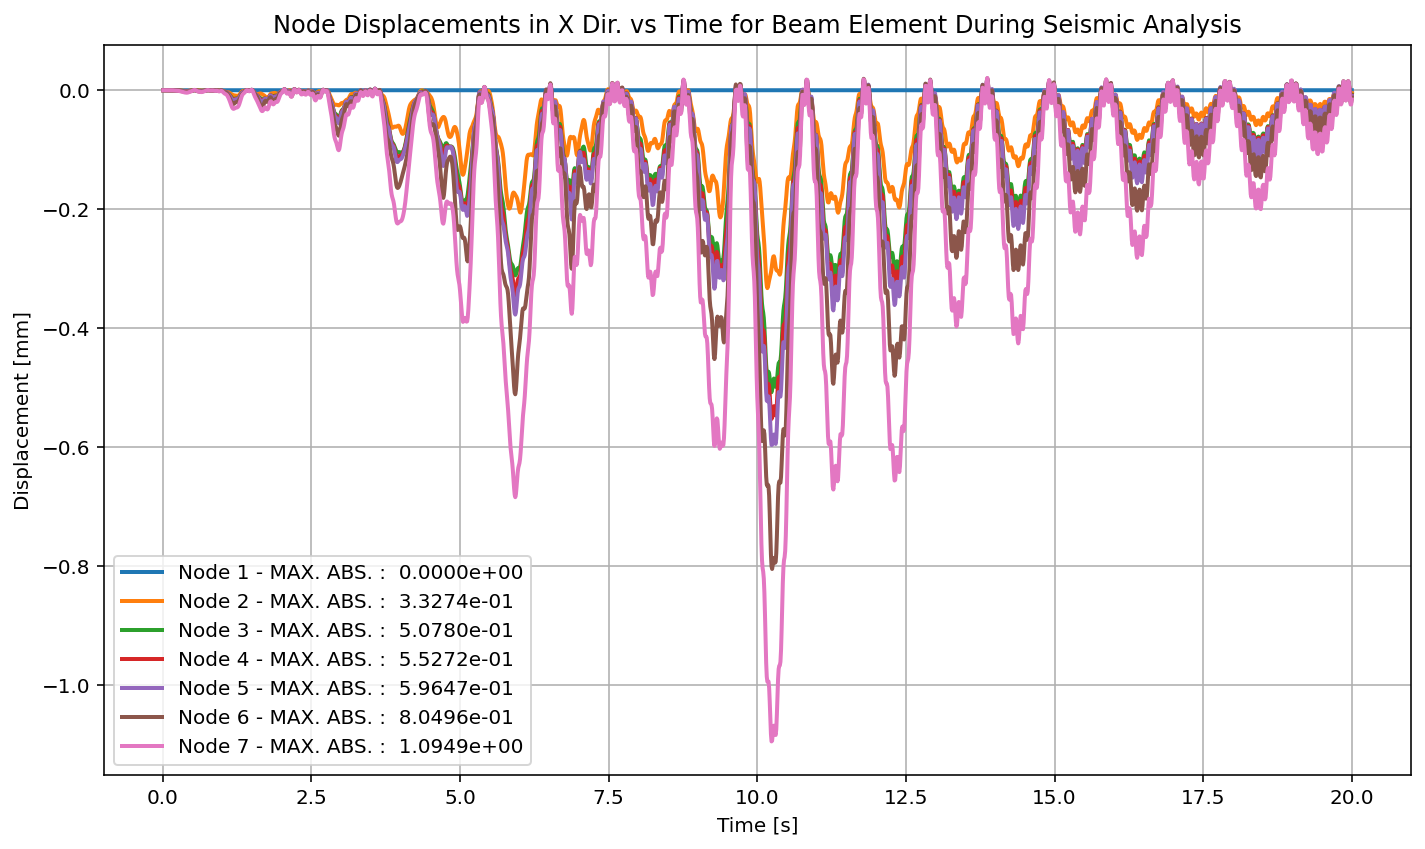 Node Displacements in X Dir. vs Time for Beam Element During Seismic Analysis
Displacement [mm]
0.0
−0.2
−0.4
−0.6
−0.8
−1.0
Node 1 - MAX. ABS. :  0.0000e+00
Node 2 - MAX. ABS. :  3.3274e-01
Node 3 - MAX. ABS. :  5.0780e-01
Node 4 - MAX. ABS. :  5.5272e-01
Node 5 - MAX. ABS. :  5.9647e-01
Node 6 - MAX. ABS. :  8.0496e-01
Node 7 - MAX. ABS. :  1.0949e+00
0.0 2.5 5.0 7.5 10.0 12.5 15.0 17.5 20.0
Time [s]